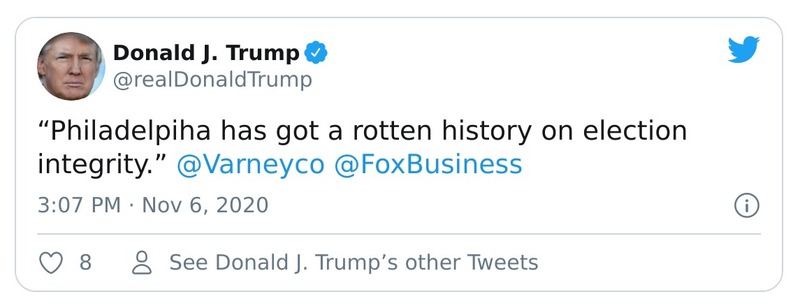 Donald J. Trump
@realDonaldTrump
“Philadelpiha has got a rotten history on election
integrity.” @Varneyco @FoxBusiness
3:07 PM · Nov 6, 2020
8 See Donald J. Trump’s other Tweets